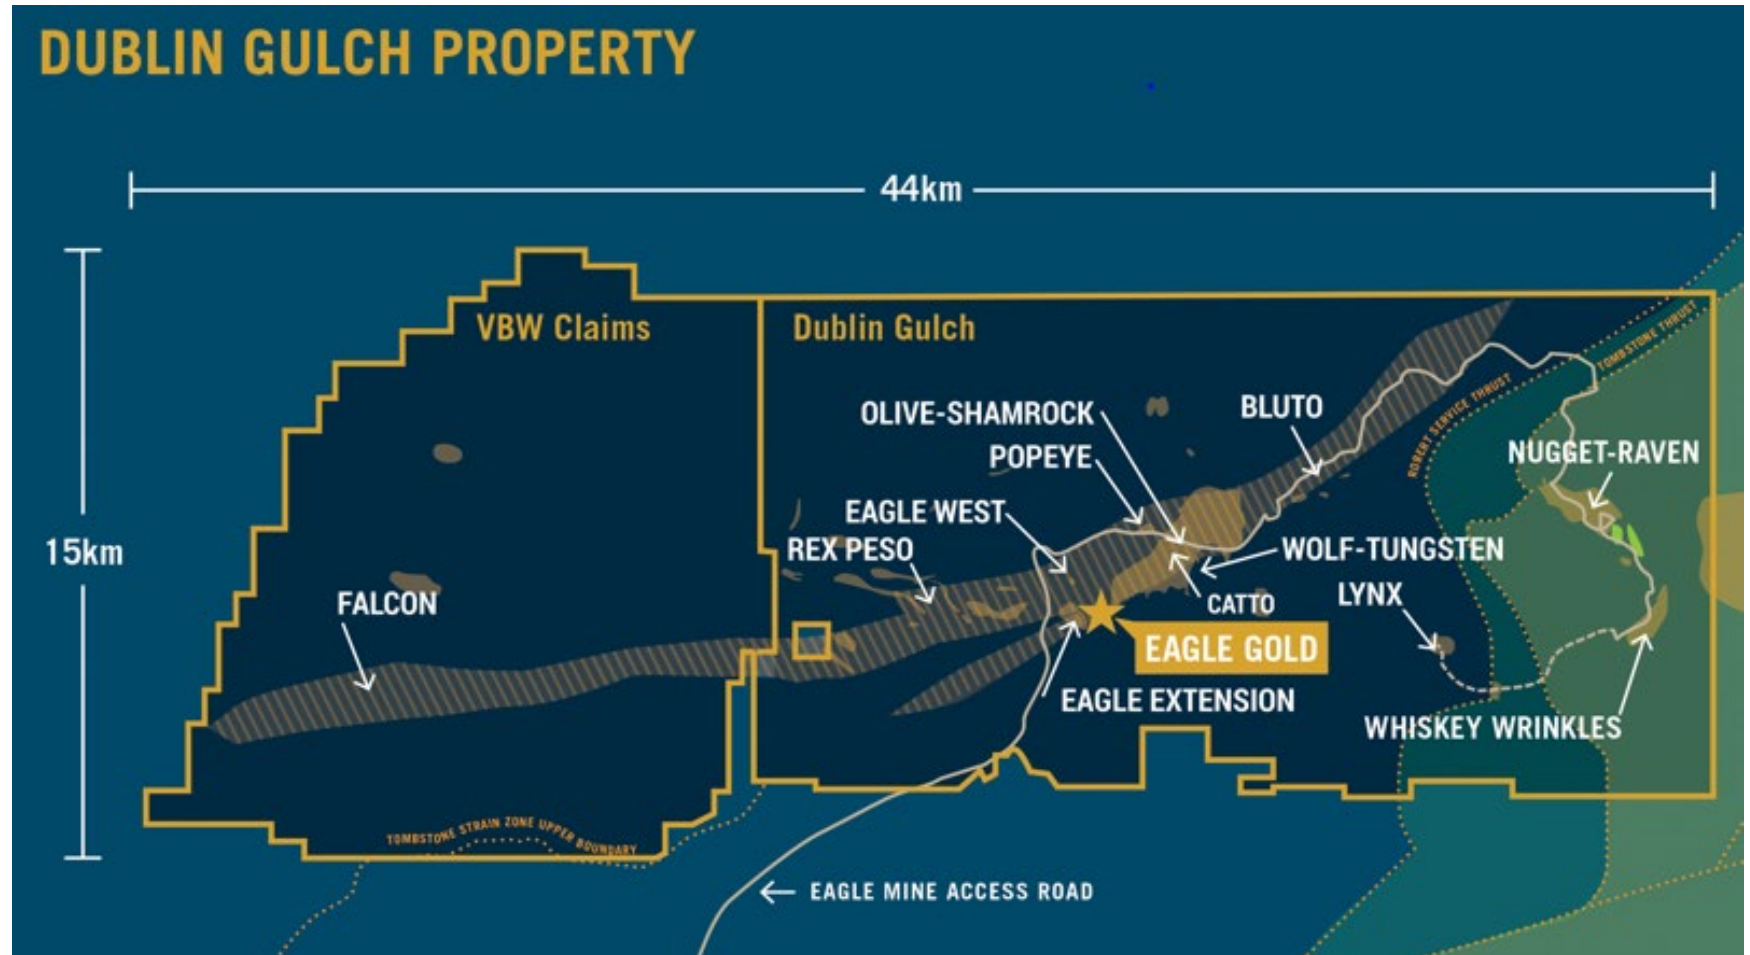 DUBLIN GULCH PROPERTY
44km
15km
VBW Claims
Dublin Gulch
TOMBSTONE THRUST
ROBERT SERVICE THRUST
OLIVE-SHAMROCK
BLUTO
POPEYE
NUGGET-RAVEN
EAGLE WEST
REX PESO
WOLF-TUNGSTEN
FALCON
CATTO
LYNX
EAGLE GOLD
EAGLE EXTENSION
WHISKEY WRINKLES
TOMBSTONE STRAIN ZONE UPPER BOUNDARY
EAGLE MINE ACCESS ROAD